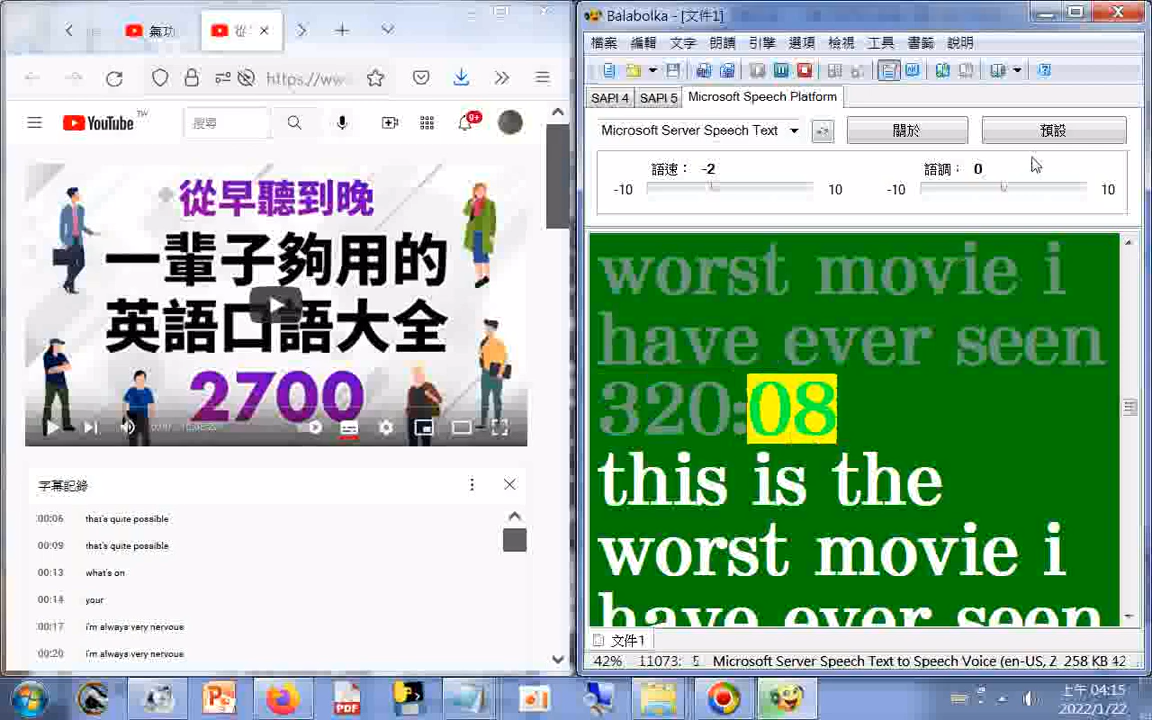 氣功
https://ww
YouTube TW
搜尋
9+
從早聽到晚
一輩子夠用的
英語口語大全
2700
字幕記錄
00:06 that's quite possible
00:09 that's quite possible
00:13 what's on
00:14 your
00:17 i'm always very nervous
00:20 i'm always very nervous
Balabolka - [文件1]
檔案 編輯 文字 朗讀 引擎 選項 檢視 工具 書籤 說明
SAPI 4 SAPI 5 Microsoft Speech Platform
Microsoft Server Speech Text 關於 預設
語速： -2 語調： 0
-10 10 -10 10
worst movie i
have ever seen
320:08
this is the
worst movie i
have ever seen
文件1
42% 11073: Microsoft Server Speech Text to Speech Voice (en-US, Z 258 KB 42
PDF
上午 04:15
2022/1/22